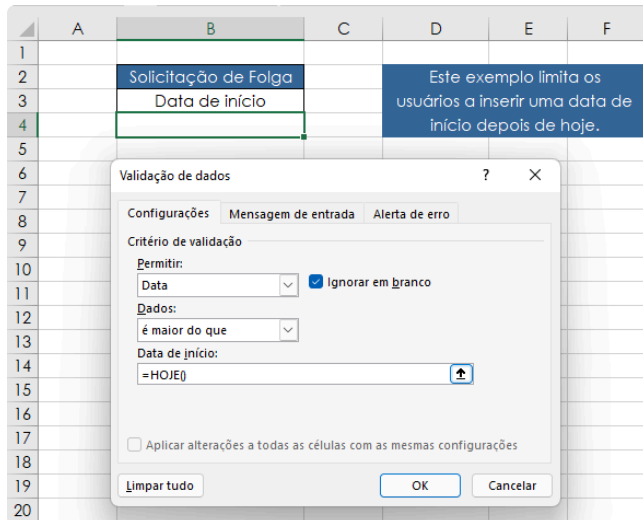 A B C D E F
1
2 Solicitação de Folga Este exemplo limita os
3 Data de início usuários a inserir uma data de
4 início depois de hoje.
5
6
7
8
9
10
11
12
13
14
15
16
17
18
19
20
Validação de dados ? X
Configurações Mensagem de entrada Alerta de erro
Critério de validação
Permitir:
Data Ignorar em branco
Dados:
é maior do que
Data de início:
=HOJE()
Aplicar alterações a todas as células com as mesmas configurações
Limpar tudo OK Cancelar